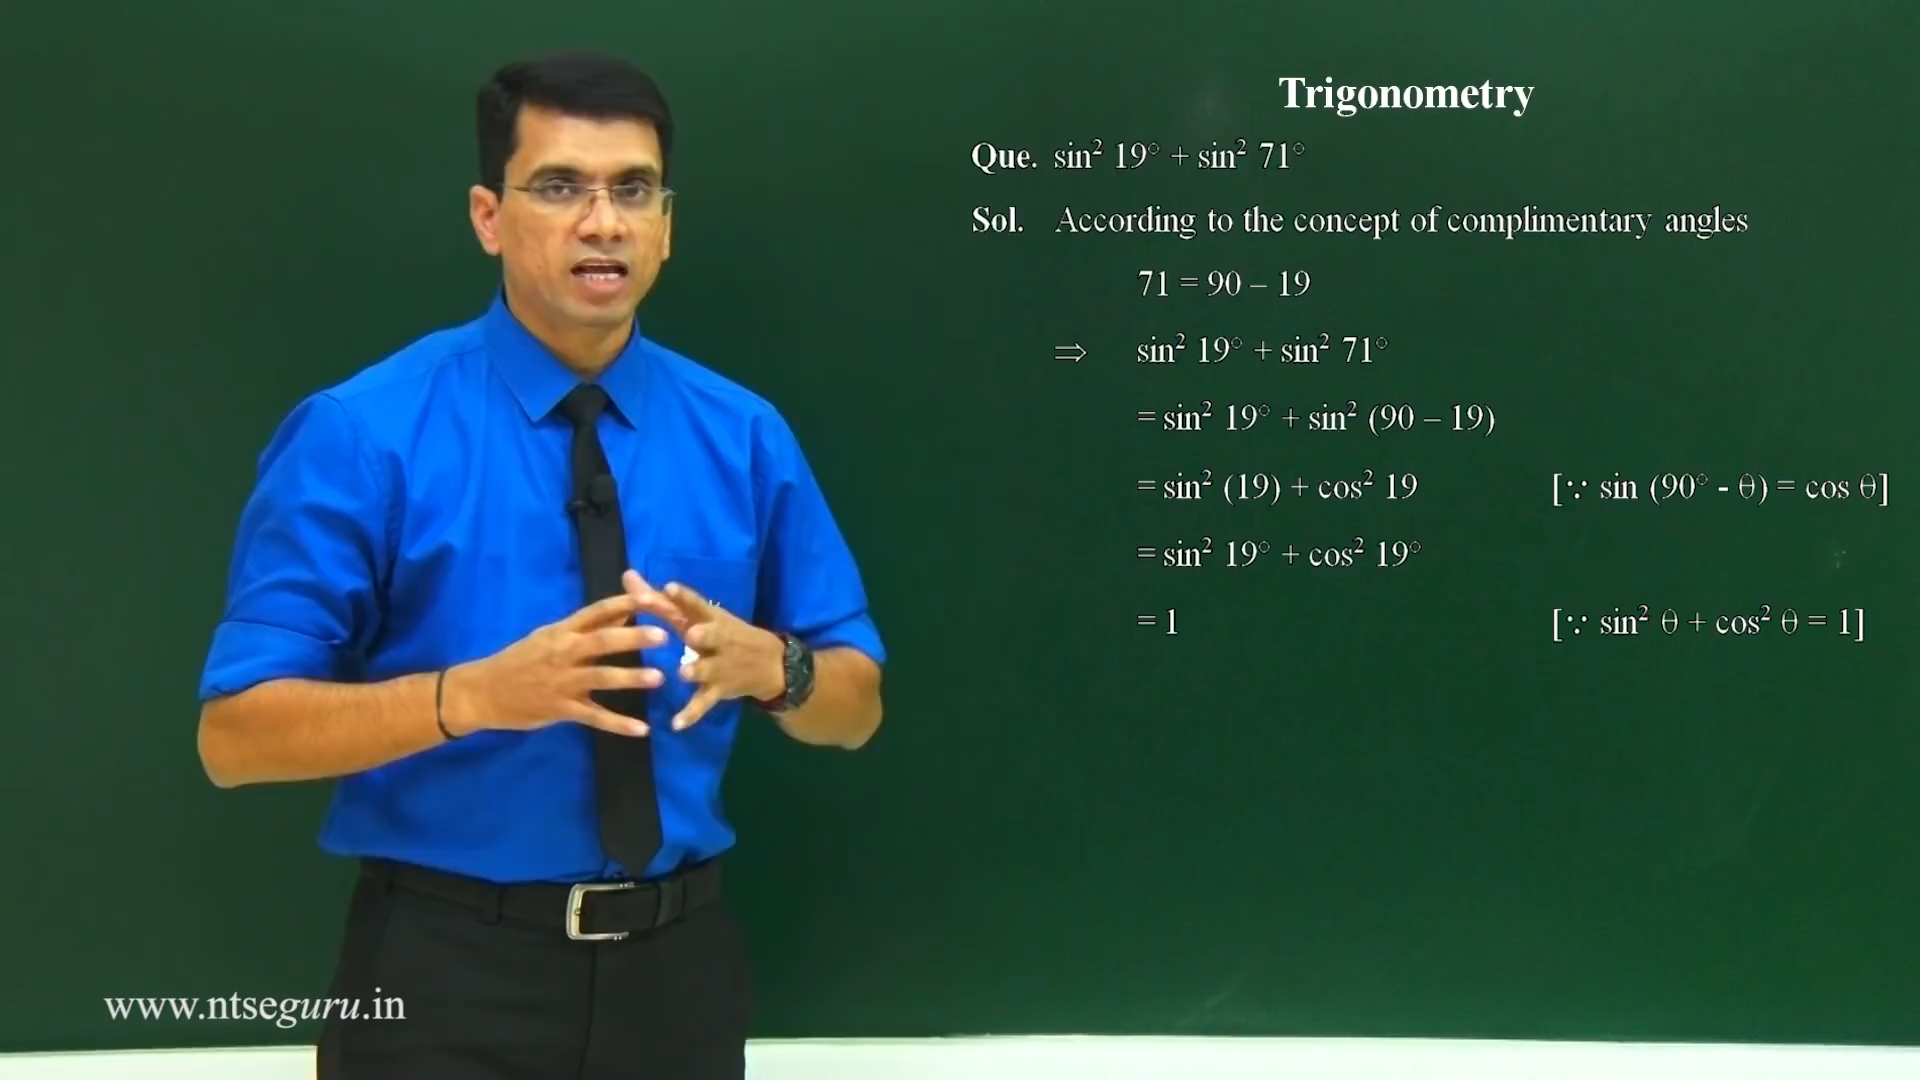 Trigonometry
Que. sin² 19° + sin² 71°
Sol. According to the concept of complimentary angles
71 = 90 – 19
⇒ sin² 19° + sin² 71°
= sin² 19° + sin² (90 – 19)
= sin² (19) + cos² 19 [∵ sin (90° - θ) = cos θ]
= sin² 19° + cos² 19°
= 1 [∵ sin² θ + cos² θ = 1]
www.ntseguru.in